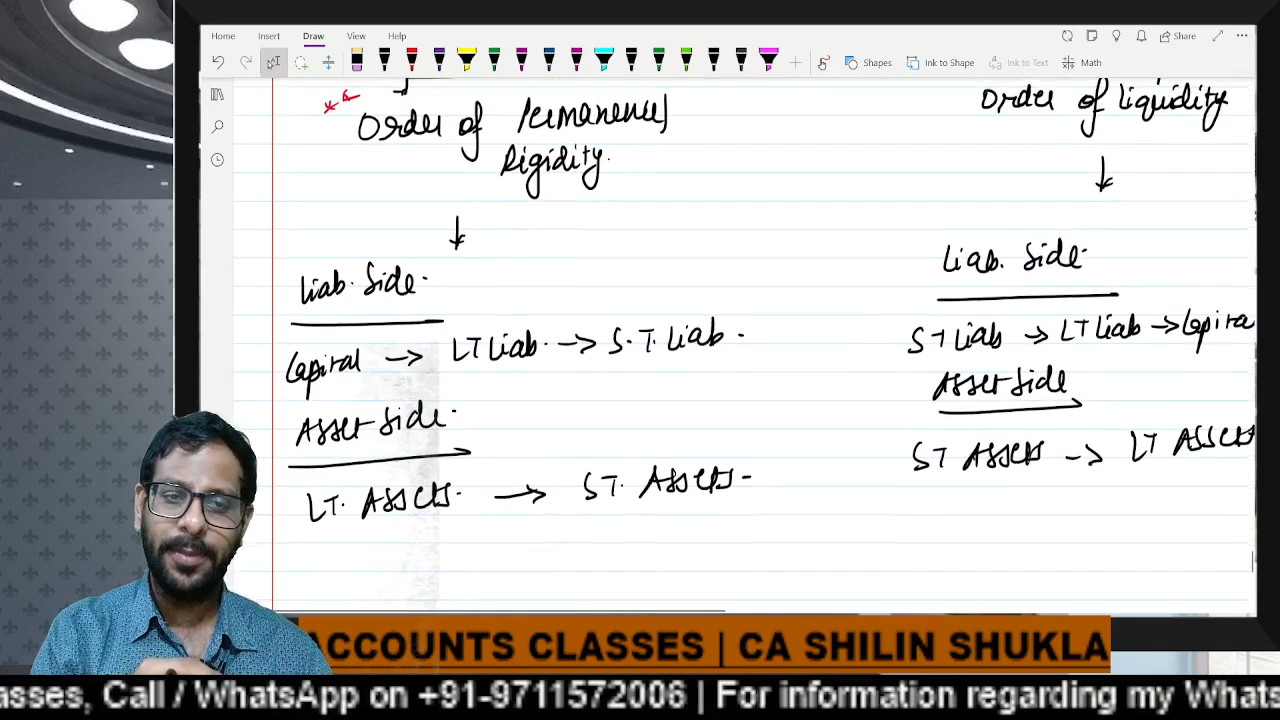 Home Insert Draw View Help Share
Shapes Ink to Shape Ink to Text Math
Order of Permanence/
Rigidity.
Liab. Side.
Capital → LT Liab. → S.T. Liab.
Asset Side.
LT. Assets. → ST. Assets.
Order of Liquidity
↓
Liab. Side.
ST Liab → LT Liab → Capital
Asset Side
ST Assets → LT Assets
ACCOUNTS CLASSES | CA SHILIN SHUKLA
asses, Call / WhatsApp on +91-9711572006 | For information regarding my Whats